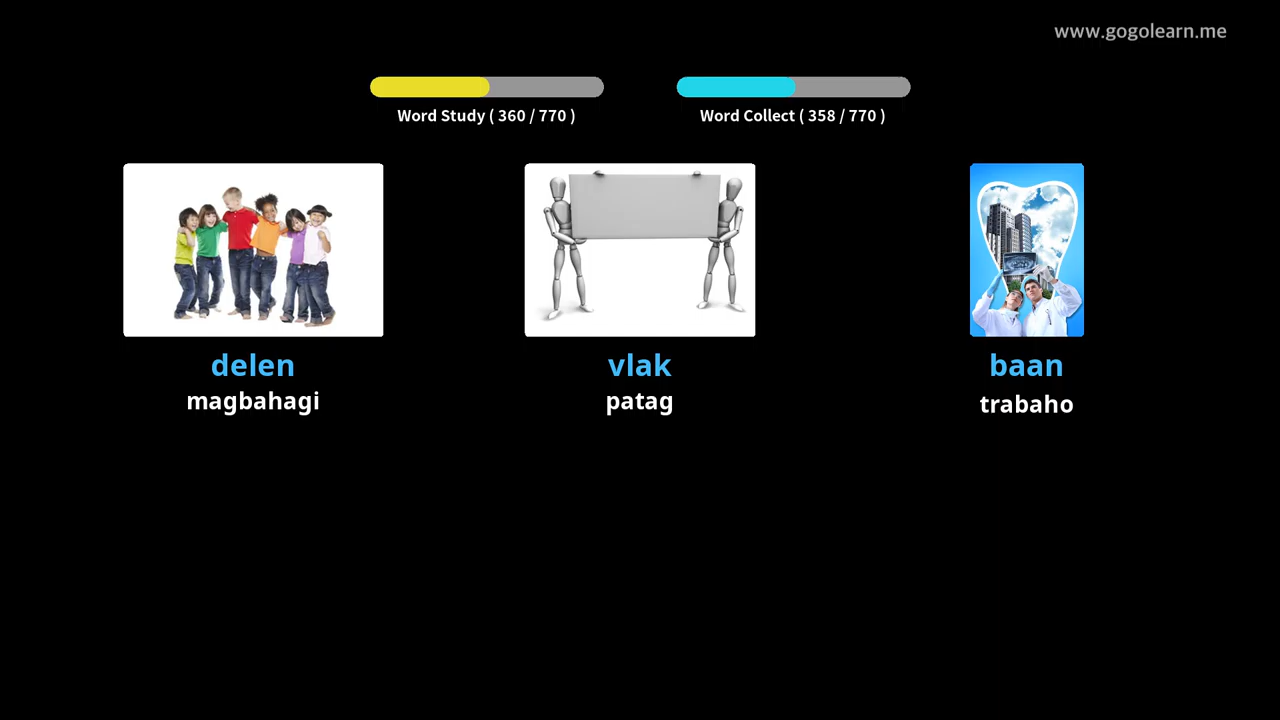 www.gogolearn.me
Word Study ( 360 / 770 )
Word Collect ( 358 / 770 )
delen
magbahagi
vlak
patag
baan
trabaho